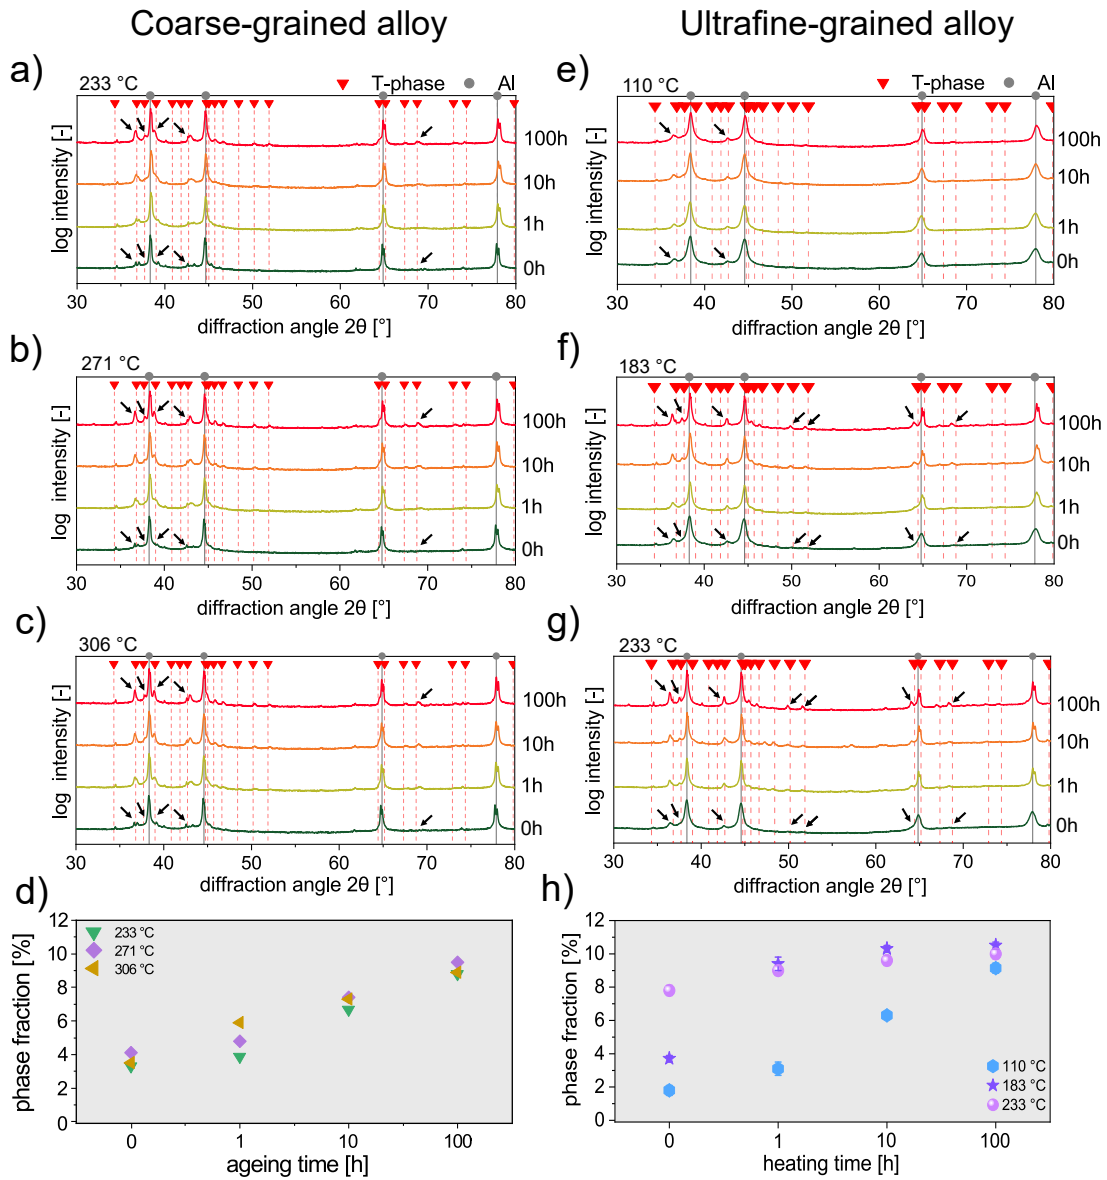 Coarse-grained alloy
Ultrafine-grained alloy
a)
233 °C
T-phase
Al
log intensity [-]
100h
10h
1h
0h
30 40 50 60 70 80
diffraction angle 2θ [°]
b)
271 °C
log intensity [-]
100h
10h
1h
0h
30 40 50 60 70 80
diffraction angle 2θ [°]
c)
306 °C
log intensity [-]
100h
10h
1h
0h
30 40 50 60 70 80
diffraction angle 2θ [°]
d)
phase fraction [%]
12
10
8
6
4
2
0
233 °C
271 °C
306 °C
0 1 10 100
ageing time [h]
e)
110 °C
T-phase
Al
log intensity [-]
100h
10h
1h
0h
30 40 50 60 70 80
diffraction angle 2θ [°]
f)
183 °C
log intensity [-]
100h
10h
1h
0h
30 40 50 60 70 80
diffraction angle 2θ [°]
g)
233 °C
log intensity [-]
100h
10h
1h
0h
30 40 50 60 70 80
diffraction angle 2θ [°]
h)
phase fraction [%]
12
10
8
6
4
2
0
110 °C
183 °C
233 °C
0 1 10 100
heating time [h]